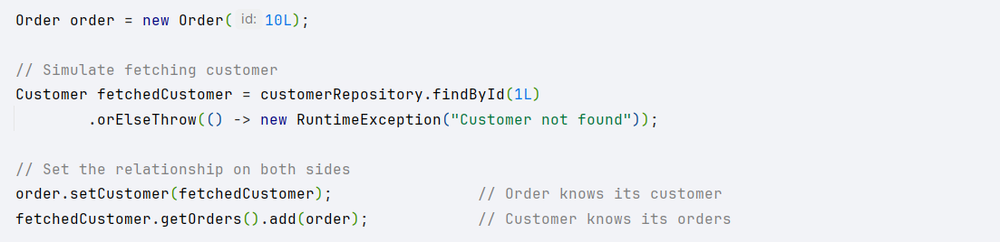 Order order = new Order( id: 10L);
// Simulate fetching customer
Customer fetchedCustomer = customerRepository.findById(1L)
.orElseThrow(() -> new RuntimeException("Customer not found"));
// Set the relationship on both sides
order.setCustomer(fetchedCustomer); // Order knows its customer
fetchedCustomer.getOrders().add(order); // Customer knows its orders